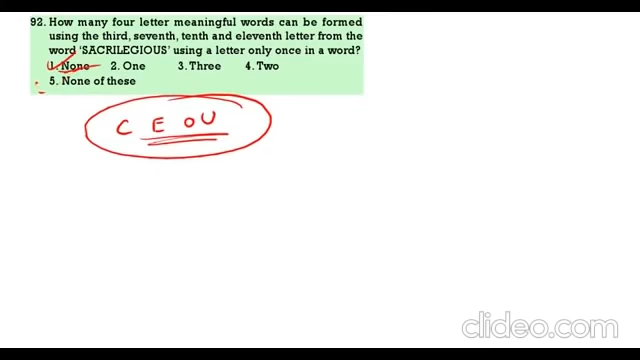 92. How many four letter meaningful words can be formed
using the third, seventh, tenth and eleventh letter from the
word 'SACRILEGIOUS' using a letter only once in a word?
1. None 2. One 3. Three 4. Two
5. None of these
C E O U
clideo.com